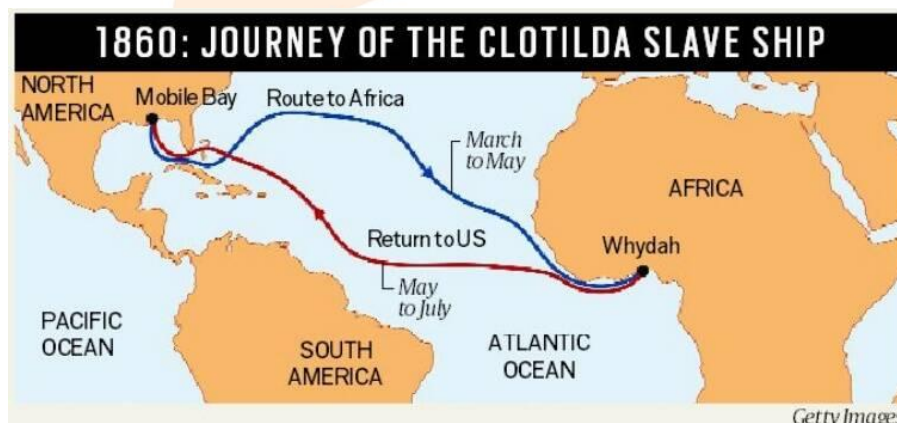 1860: JOURNEY OF THE CLOTILDA SLAVE SHIP
NORTH
AMERICA
Mobile Bay
Route to Africa
March
to May
AFRICA
Whydah
Return to US
May
to July
PACIFIC
OCEAN
SOUTH
AMERICA
ATLANTIC
OCEAN
Getty Images